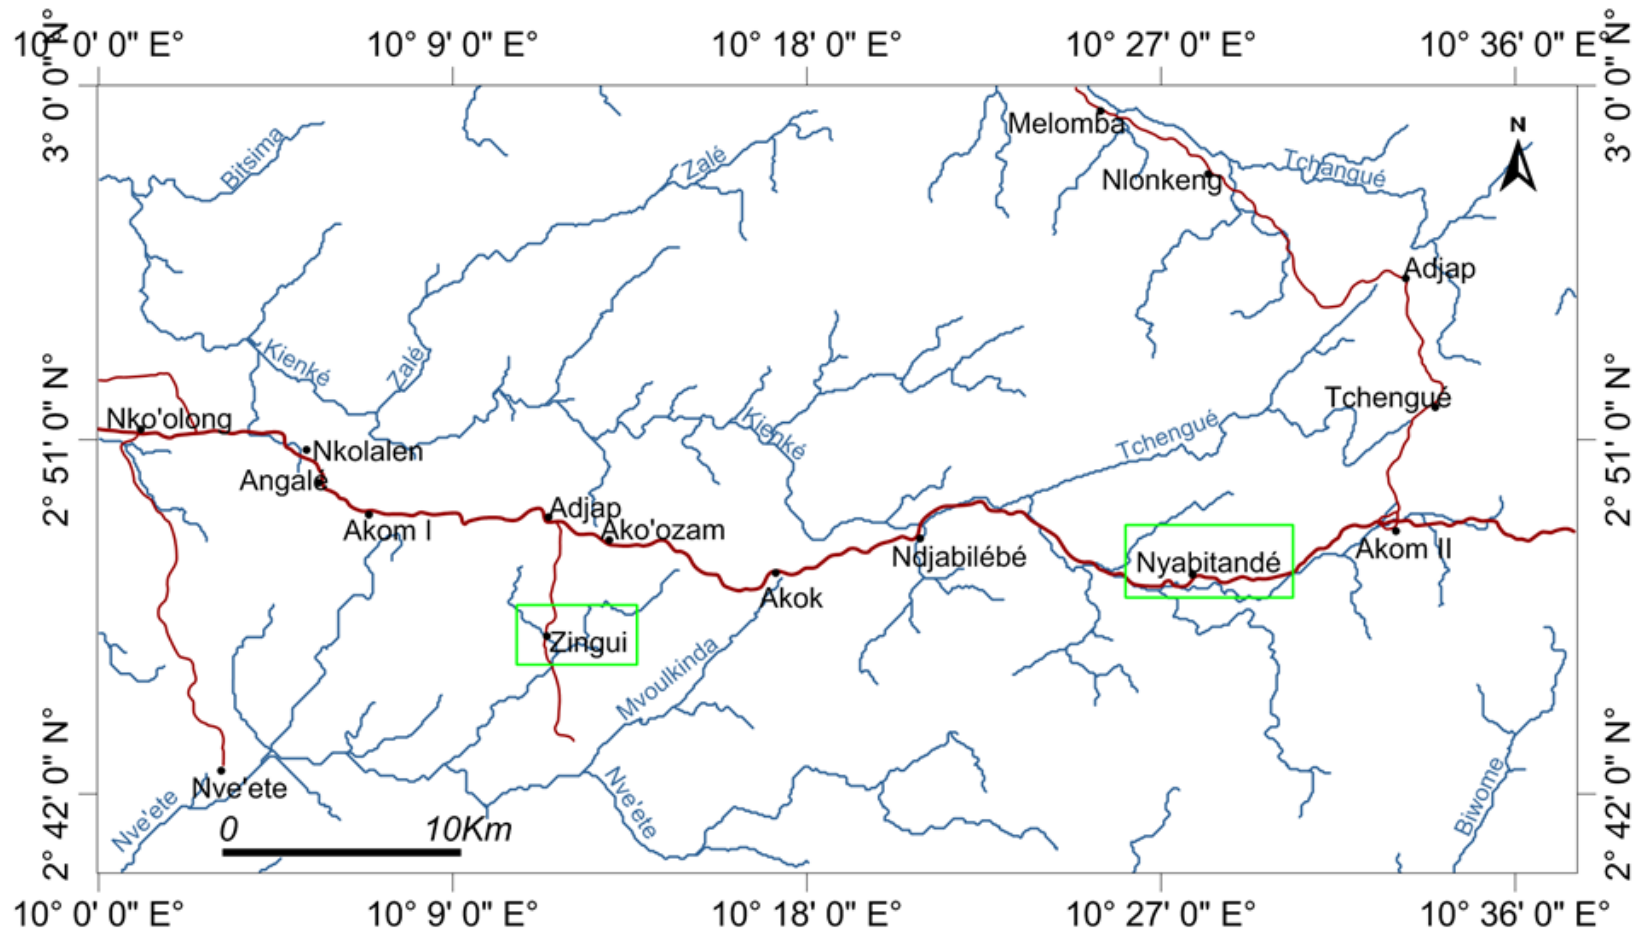 10° 0' 0" E°
10° 9' 0" E°
10° 18' 0" E°
10° 27' 0" E°
10° 36' 0" E°
3° 0' 0" N°
3° 0' 0" N°
Melomba
N
Bitsima
Zalé
Tchangué
Nlonkeng
Adjap
Kienké
Zalé
2° 51' 0" N°
2° 51' 0" N°
Tchengué
Nko'olong
Kienké
Tchengué
Nkolalen
Angalé
Adjap
Akom I
Ako'ozam
Ndjabilébé
Akom II
Nyabitandé
Akok
Zingui
Mvoulkinda
2° 42' 0" N°
2° 42' 0" N°
Nve'ete
Nve'ete
Nve'ete
Biwome
0 10Km
10° 0' 0" E°
10° 9' 0" E°
10° 18' 0" E°
10° 27' 0" E°
10° 36' 0" E°